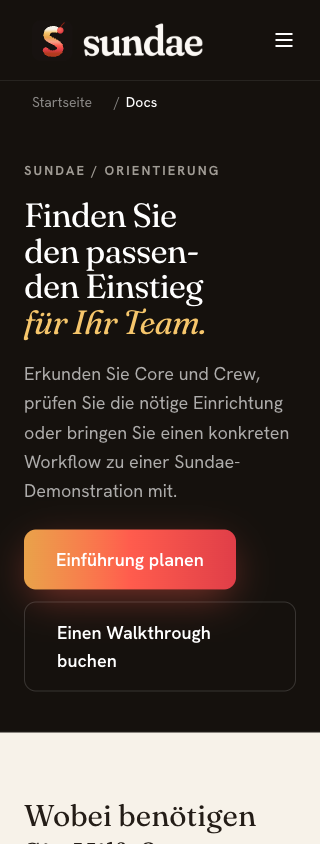 sundae
Startseite / Docs
SUNDAE / ORIENTIERUNG
Finden Sie
den passen-
den Einstieg
für Ihr Team.
Erkunden Sie Core und Crew,
prüfen Sie die nötige Einrichtung
oder bringen Sie einen konkreten
Workflow zu einer Sundae-
Demonstration mit.
Einführung planen
Einen Walkthrough
buchen
Wobei benötigen